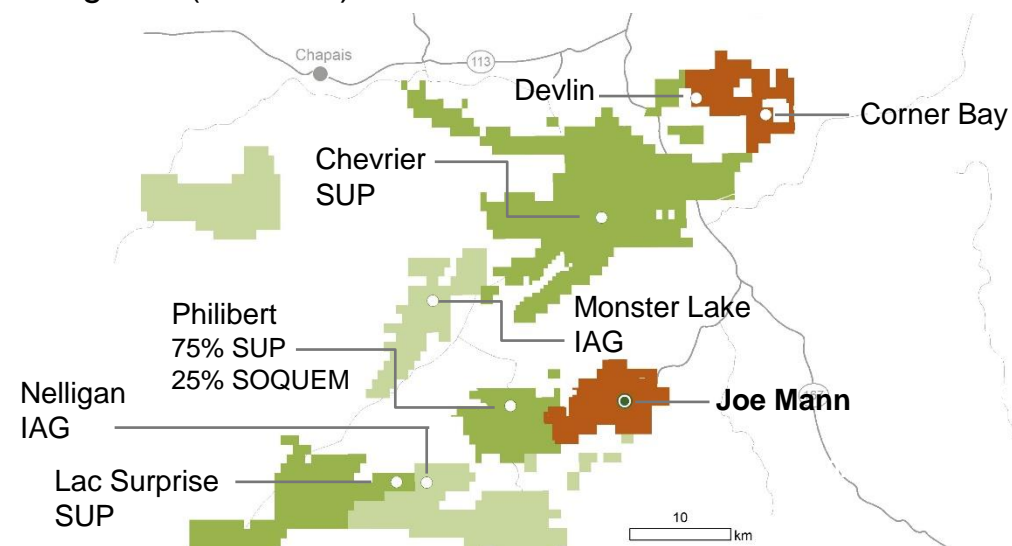 Chapais
113
Devlin
Corner Bay
Chevrier
SUP
Philibert
75% SUP
25% SOQUEM
Monster Lake
IAG
Nelligan
IAG
Joe Mann
Lac Surprise
SUP
10
km